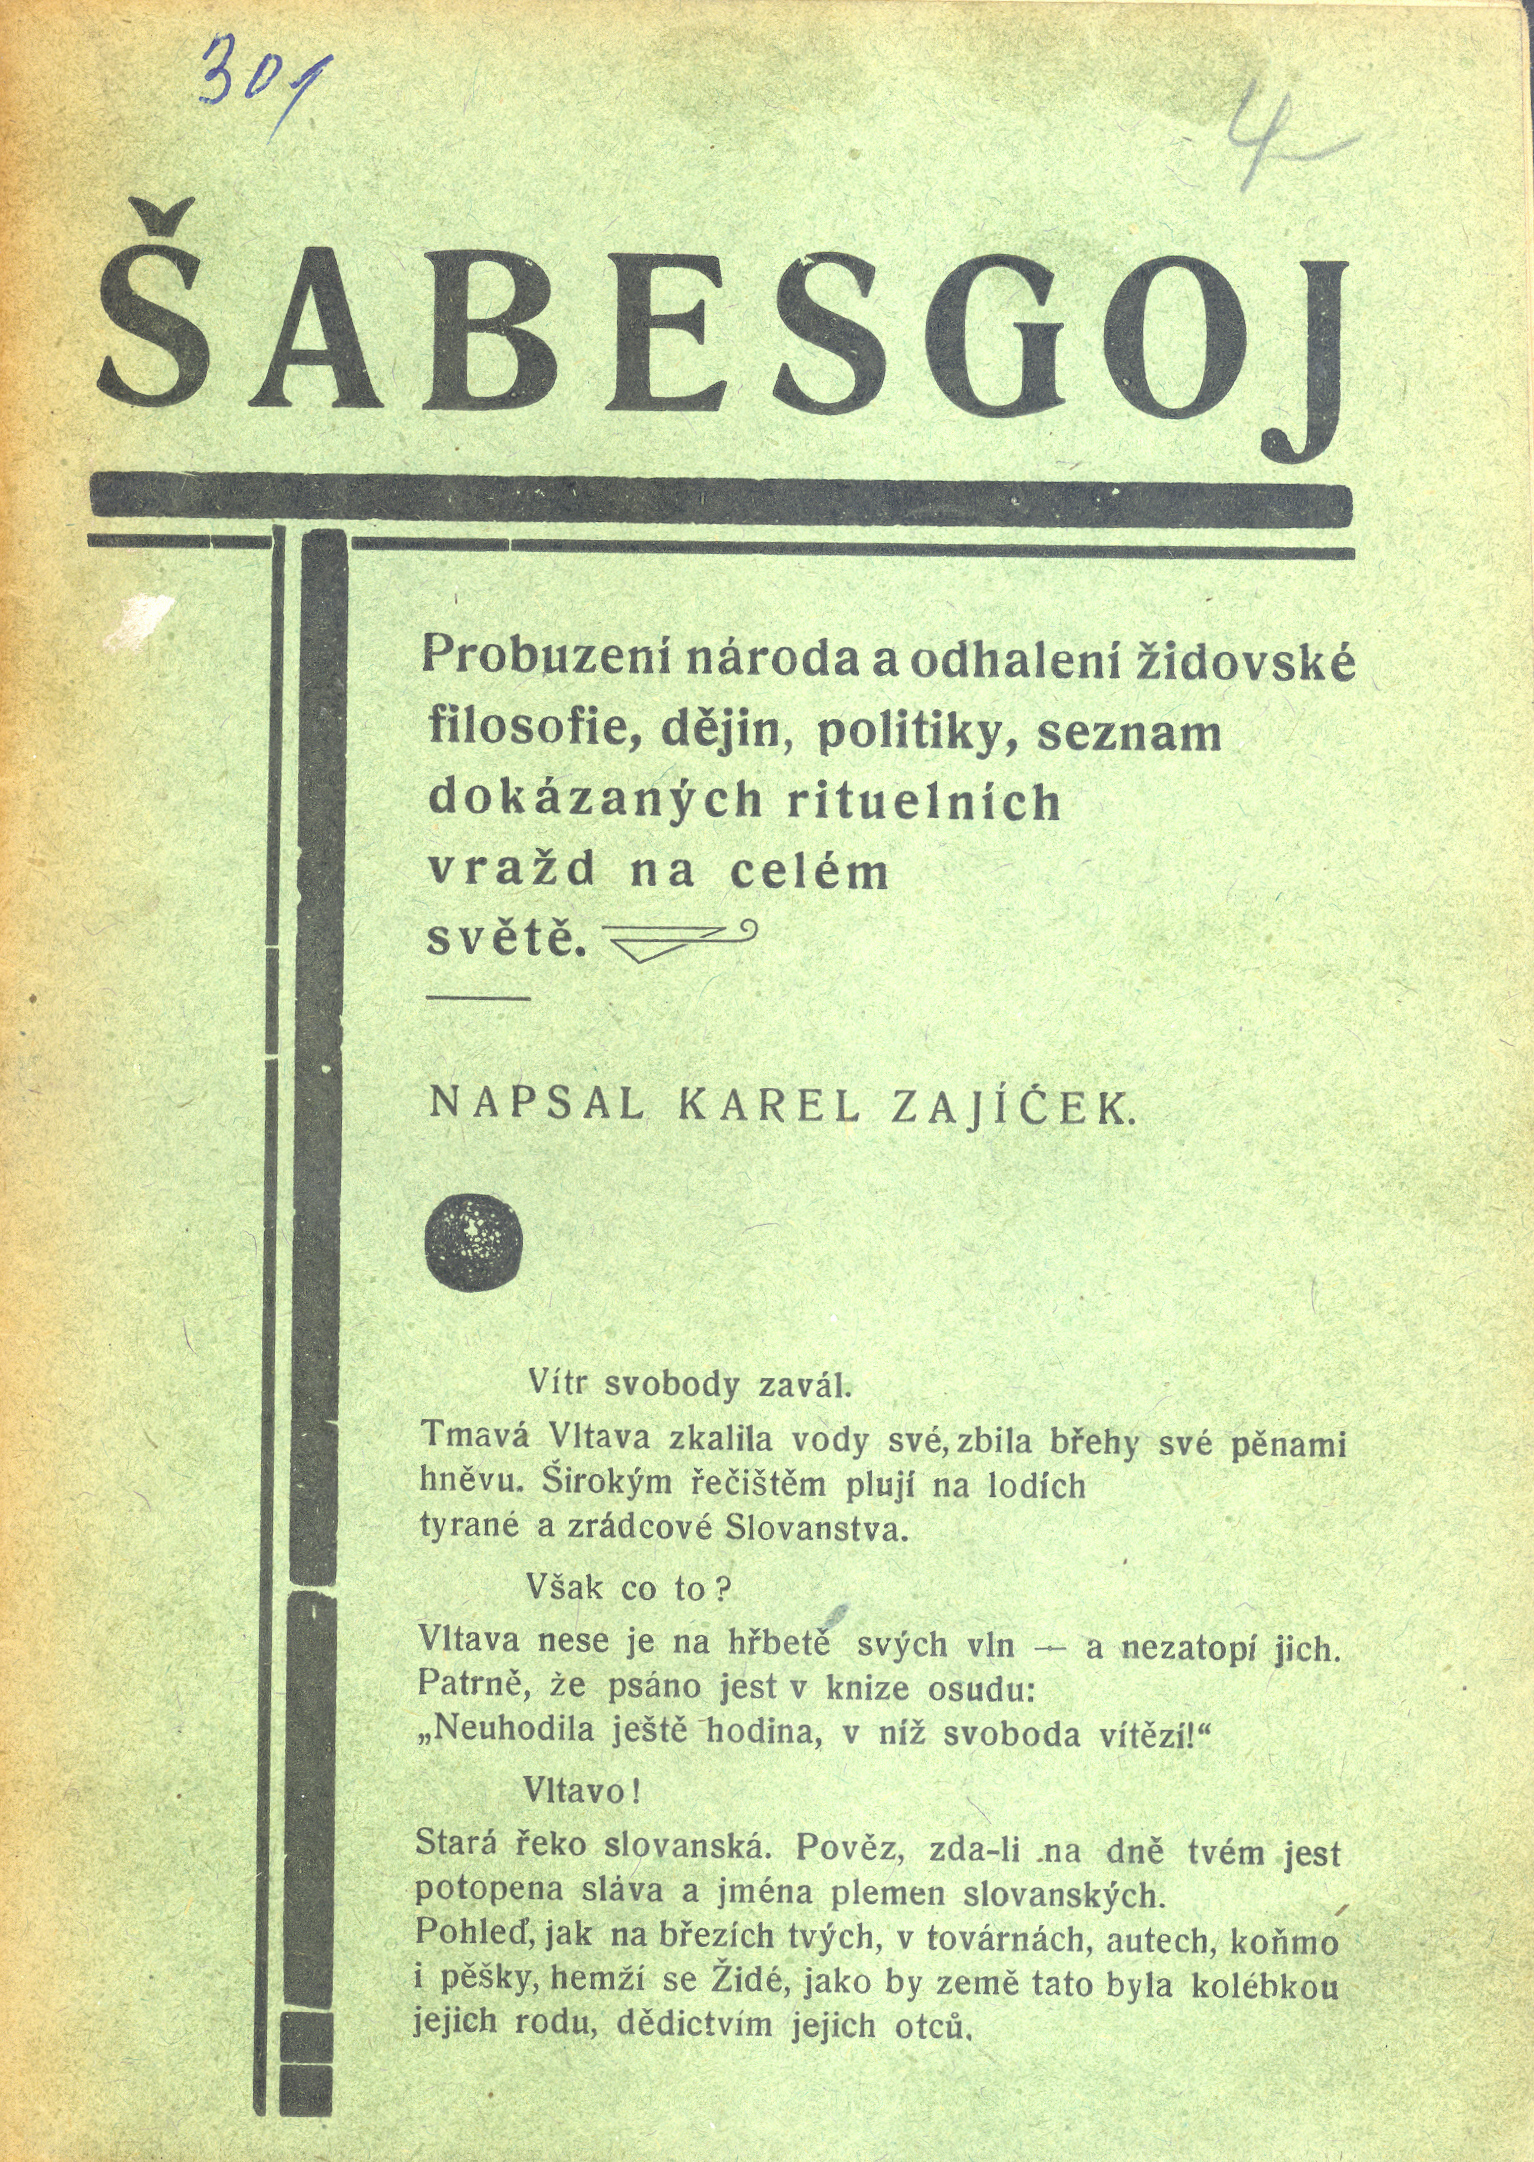 301
4
ŠABESGOJ
Probuzení národa a odhalení židovské
filosofie, dějin, politiky, seznam
dokázaných rituelních
vražd na celém
světě.
NAPSAL KAREL ZAJÍČEK.
Vítr svobody zavál.
Tmavá Vltava zkalila vody své, zbila břehy své pěnami
hněvu. Širokým řečištěm plují na lodích
tyrané a zrádcové Slovanstva.
Však co to?
Vltava nese je na hřbetě svých vln — a nezatopí jich.
Patrně, že psáno jest v knize osudu:
„Neuhodila ještě hodina, v níž svoboda vítězí!“
Vltavo!
Stará řeko slovanská. Pověz, zda-li na dně tvém jest
potopena sláva a jména plemen slovanských.
Pohleď, jak na březích tvých, v továrnách, autech, koňmo
i pěšky, hemží se Židé, jako by země tato byla kolébkou
jejich rodu, dědictvím jejich otců.